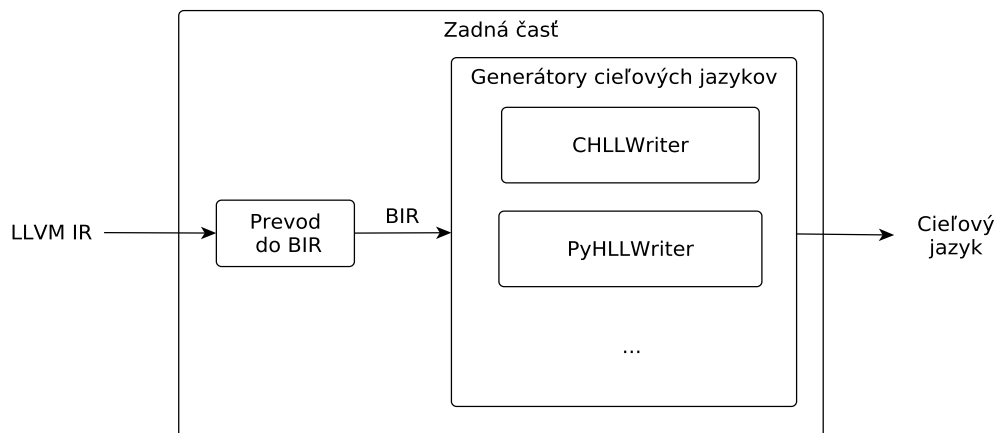 Zadná časť
Generátory cieľových jazykov
CHLLWriter
LLVM IR
Prevod
do BIR
BIR
PyHLLWriter
Cieľový
jazyk
...